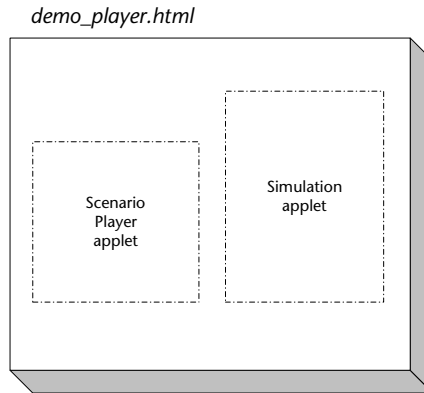 demo_player.html
Scenario
Player
applet
Simulation
applet